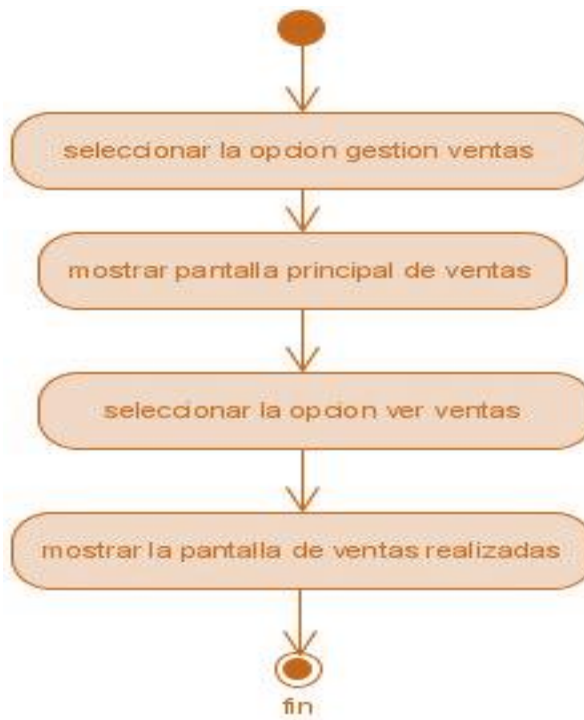 seleccionar la opcion gestion ventas
mostrar pantalla principal de ventas
seleccionar la opcion ver ventas
mostrar la pantalla de ventas realizadas
fin